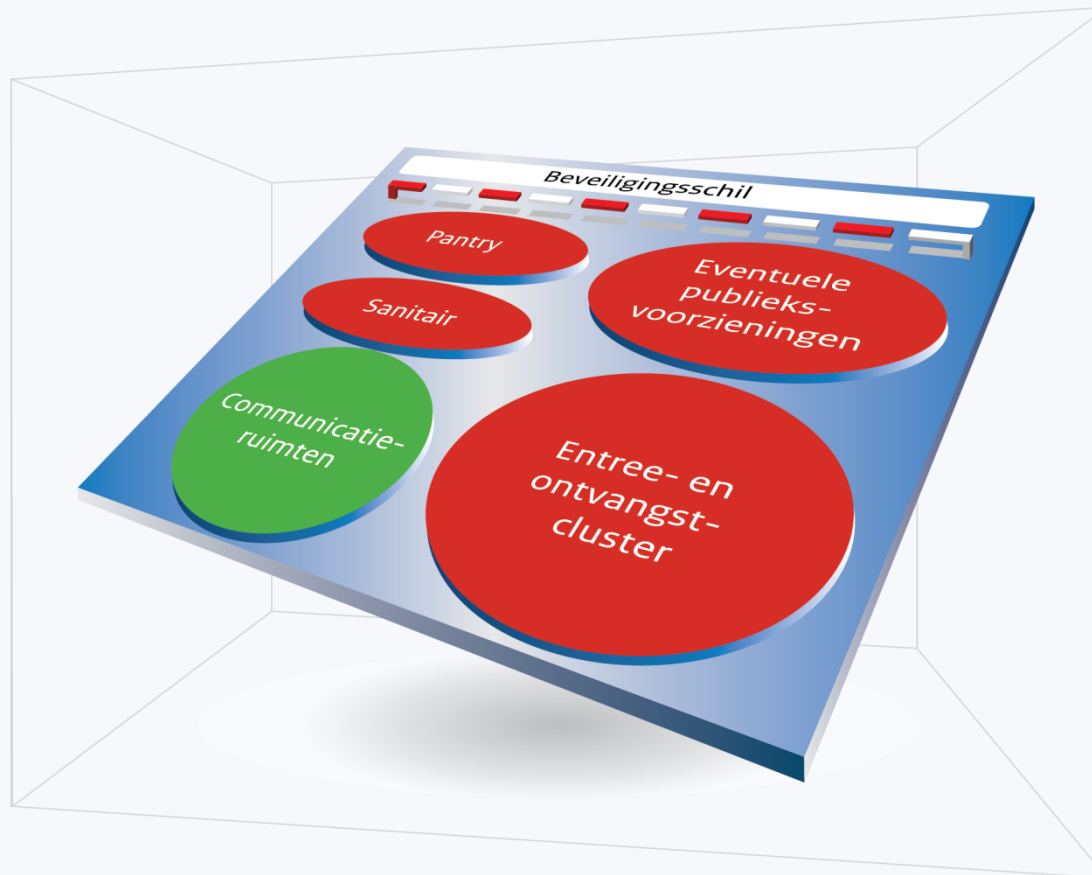 Beveiligingsschil
Pantry
Eventuele
publieks-
voorzieningen
Sanitair
Communicatie-
ruimten
Entree- en
ontvangst-
cluster